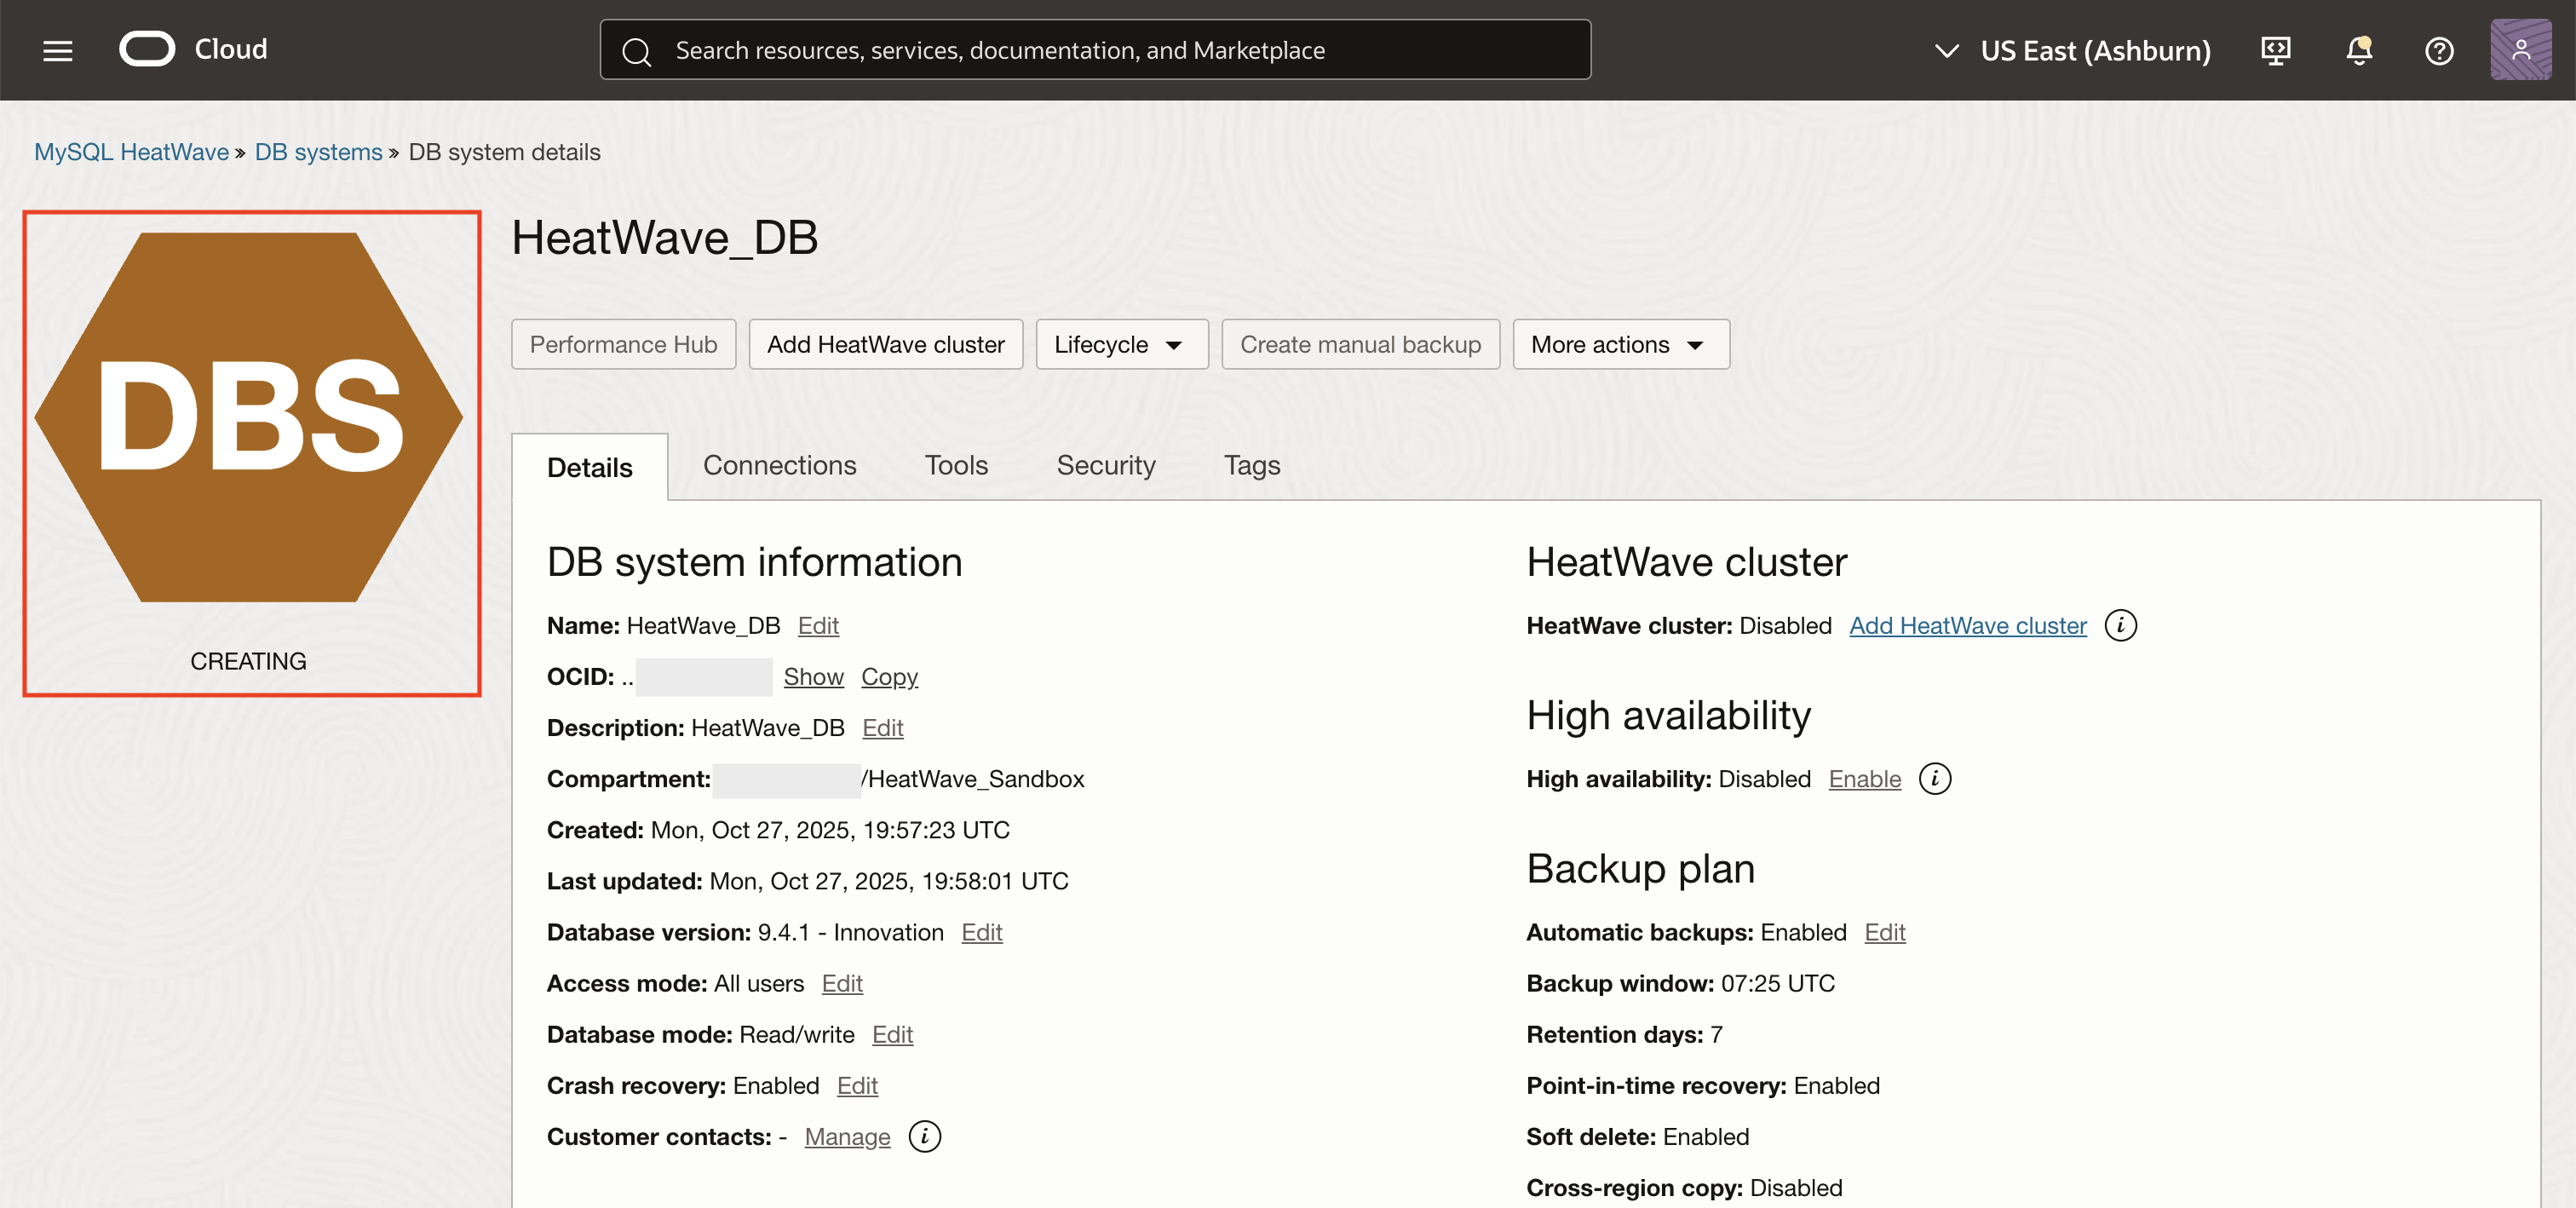 Cloud
Search resources, services, documentation, and Marketplace
US East (Ashburn)
MySQL HeatWave » DB systems » DB system details
DBS
CREATING
HeatWave_DB
Performance Hub
Add HeatWave cluster
Lifecycle
Create manual backup
More actions
Details
Connections
Tools
Security
Tags
DB system information
Name: HeatWave_DB Edit
OCID: .. Show Copy
Description: HeatWave_DB Edit
Compartment: /HeatWave_Sandbox
Created: Mon, Oct 27, 2025, 19:57:23 UTC
Last updated: Mon, Oct 27, 2025, 19:58:01 UTC
Database version: 9.4.1 - Innovation Edit
Access mode: All users Edit
Database mode: Read/write Edit
Crash recovery: Enabled Edit
Customer contacts: - Manage i
HeatWave cluster
HeatWave cluster: Disabled Add HeatWave cluster i
High availability
High availability: Disabled Enable i
Backup plan
Automatic backups: Enabled Edit
Backup window: 07:25 UTC
Retention days: 7
Point-in-time recovery: Enabled
Soft delete: Enabled
Cross-region copy: Disabled